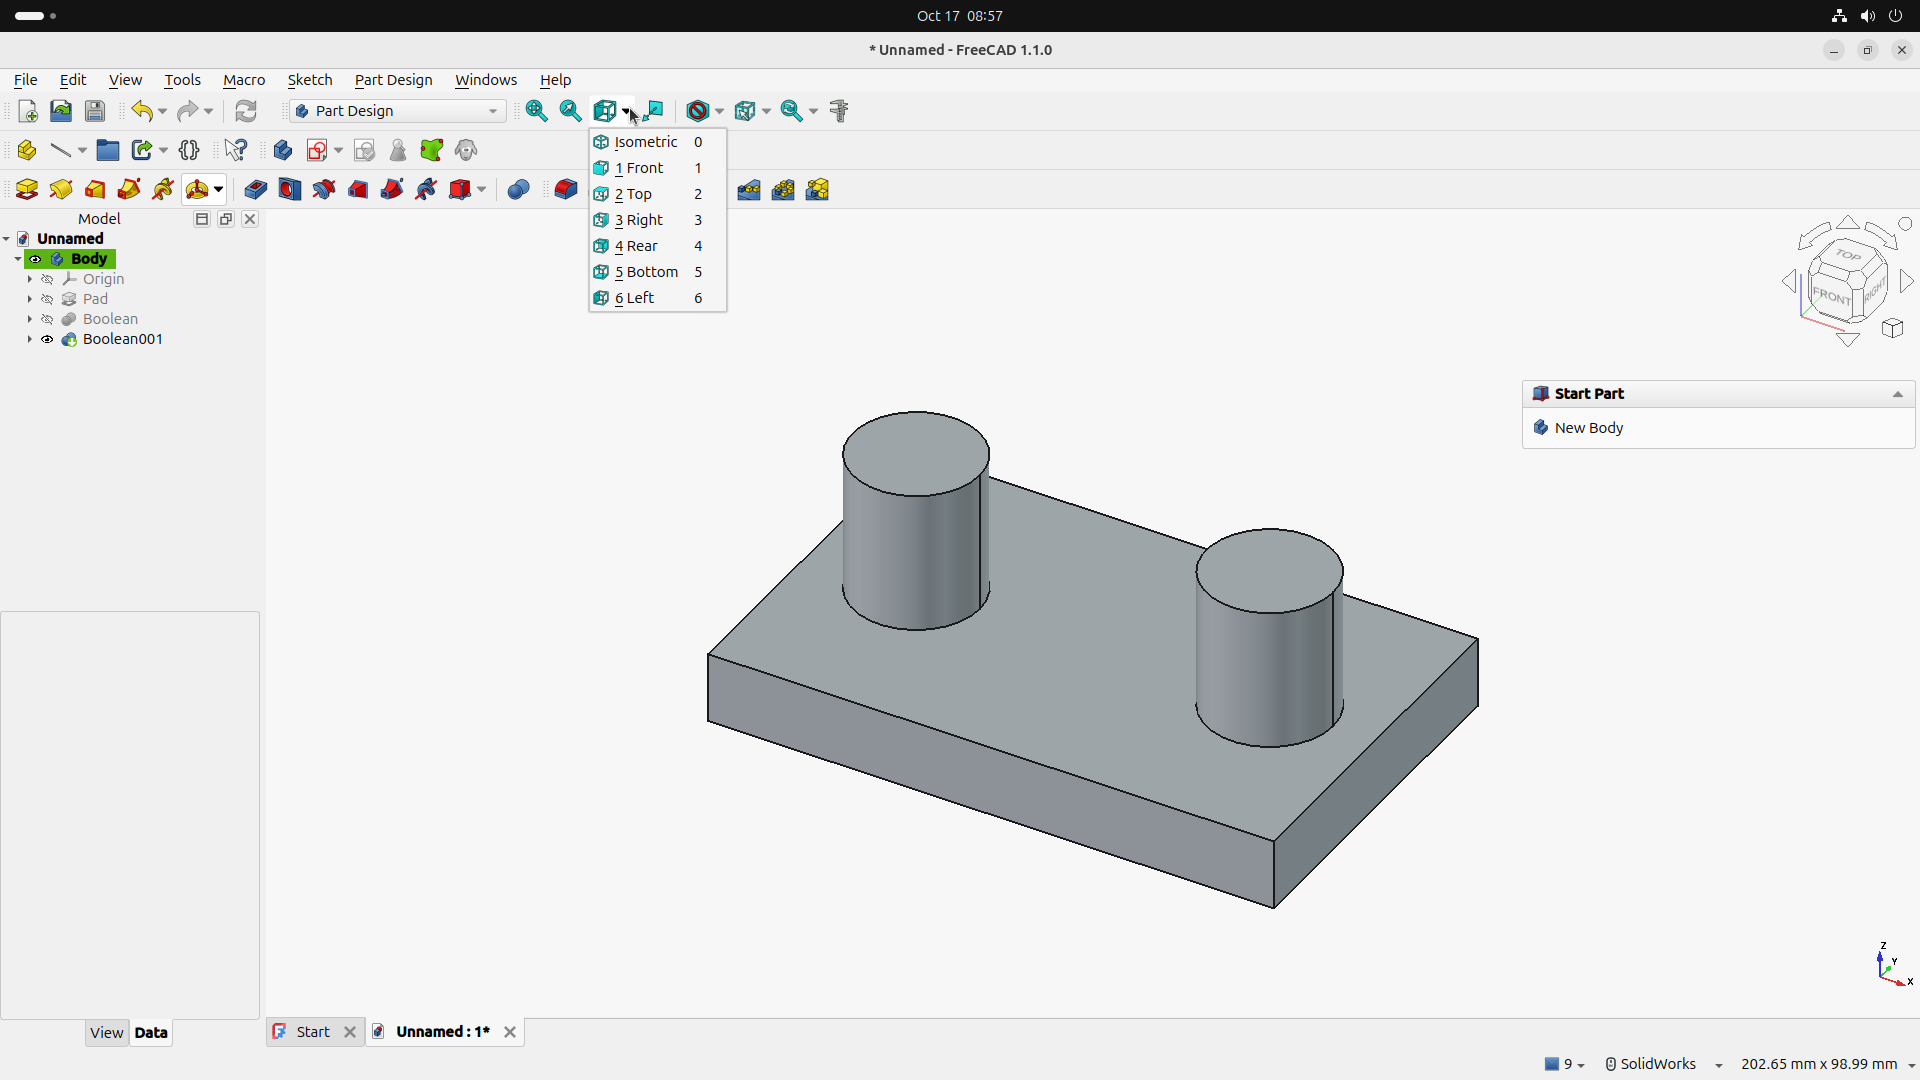 Oct 17 08:57
* Unnamed - FreeCAD 1.1.0
File Edit View Tools Macro Sketch Part Design Windows Help
Part Design
Isometric 0
1 Front 1
2 Top 2
3 Right 3
4 Rear 4
5 Bottom 5
6 Left 6
Model
Unnamed
Body
Origin
Pad
Boolean
Boolean001
TOP
FRONT
RIGHT
Start Part
New Body
Z
Y
X
View Data
Start
Unnamed : 1*
9
SolidWorks
202.65 mm x 98.99 mm